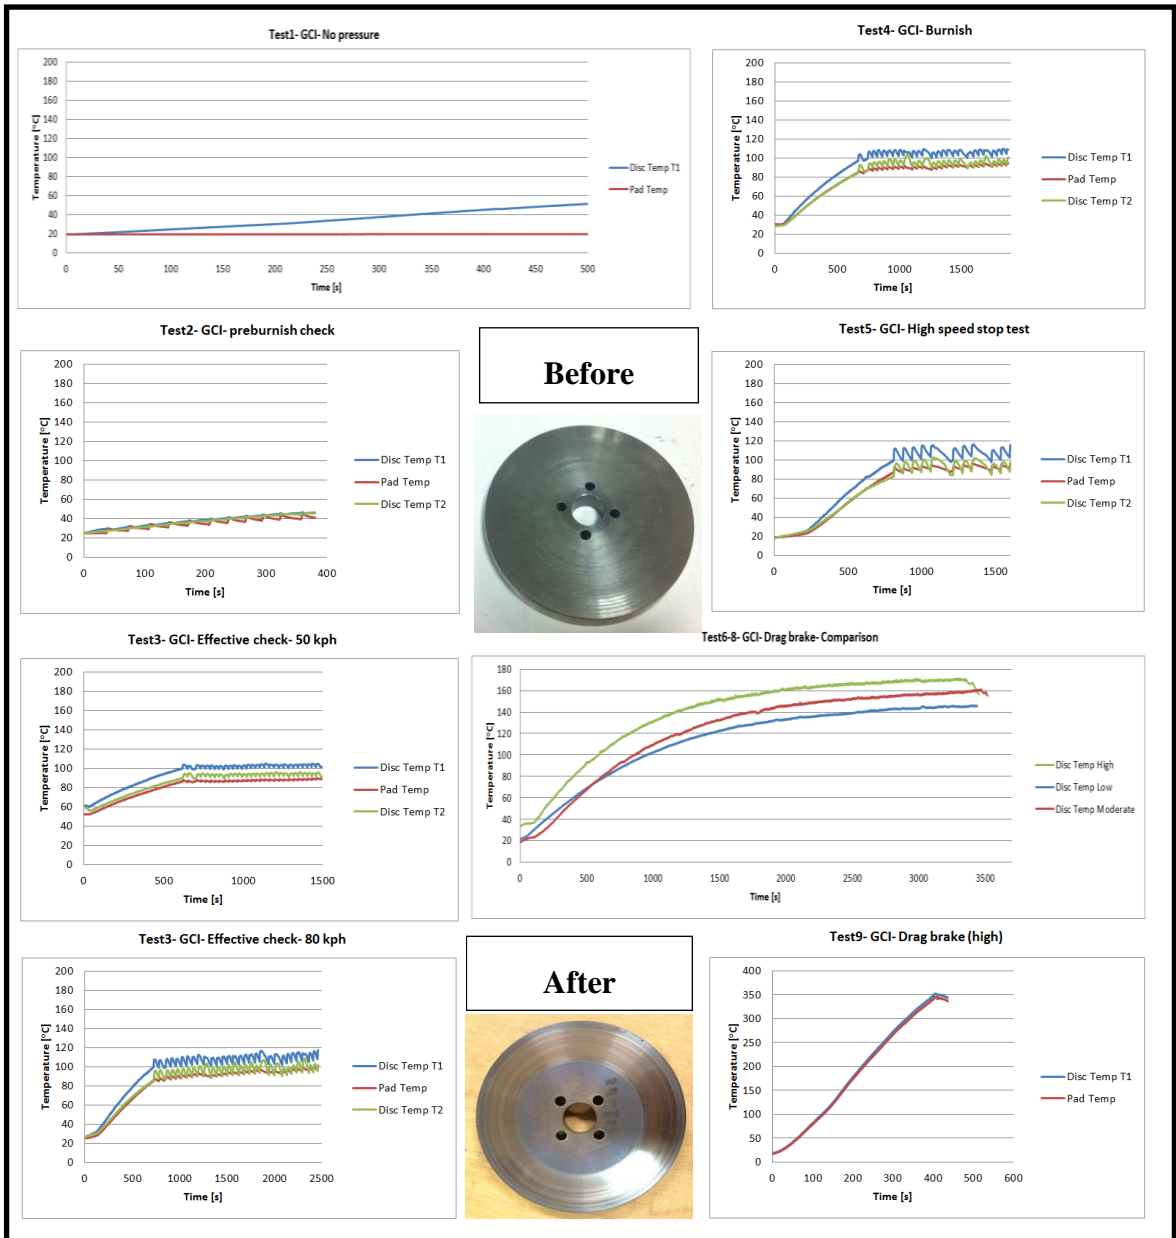 Test1- GCI- No pressure
200
180
160
140
120
100
80
60
40
20
0
Temperature [°C]
0 50 100 150 200 250 300 350 400 450 500
Time [s]
Disc Temp T1
Pad Temp
Test4- GCI- Burnish
200
180
160
140
120
100
80
60
40
20
0
Temperature [°C]
0 500 1000 1500
Time [s]
Disc Temp T1
Pad Temp
Disc Temp T2
Test2- GCI- preburnish check
200
180
160
140
120
100
80
60
40
20
0
Temperature [°C]
0 100 200 300 400
Time [s]
Disc Temp T1
Pad Temp
Disc Temp T2
Before
Test5- GCI- High speed stop test
200
180
160
140
120
100
80
60
40
20
0
Temperature [°C]
0 500 1000 1500
Time [s]
Disc Temp T1
Pad Temp
Disc Temp T2
Test3- GCI- Effective check- 50 kph
200
180
160
140
120
100
80
60
40
20
0
Temperature [°C]
0 500 1000 1500
Time [s]
Disc Temp T1
Pad Temp
Disc Temp T2
Test6-8- GCI- Drag brake- Comparison
180
160
140
120
100
80
60
40
20
0
Temperature [°C]
0 500 1000 1500 2000 2500 3000 3500
Time [s]
Disc Temp High
Disc Temp Low
Disc Temp Moderate
Test3- GCI- Effective check- 80 kph
200
180
160
140
120
100
80
60
40
20
0
Temperature [°C]
0 500 1000 1500 2000 2500
Time [s]
Disc Temp T1
Pad Temp
Disc Temp T2
After
Test9- GCI- Drag brake (high)
400
350
300
250
200
150
100
50
0
Temperature [°C]
0 100 200 300 400 500 600
Time [s]
Disc Temp T1
Pad Temp